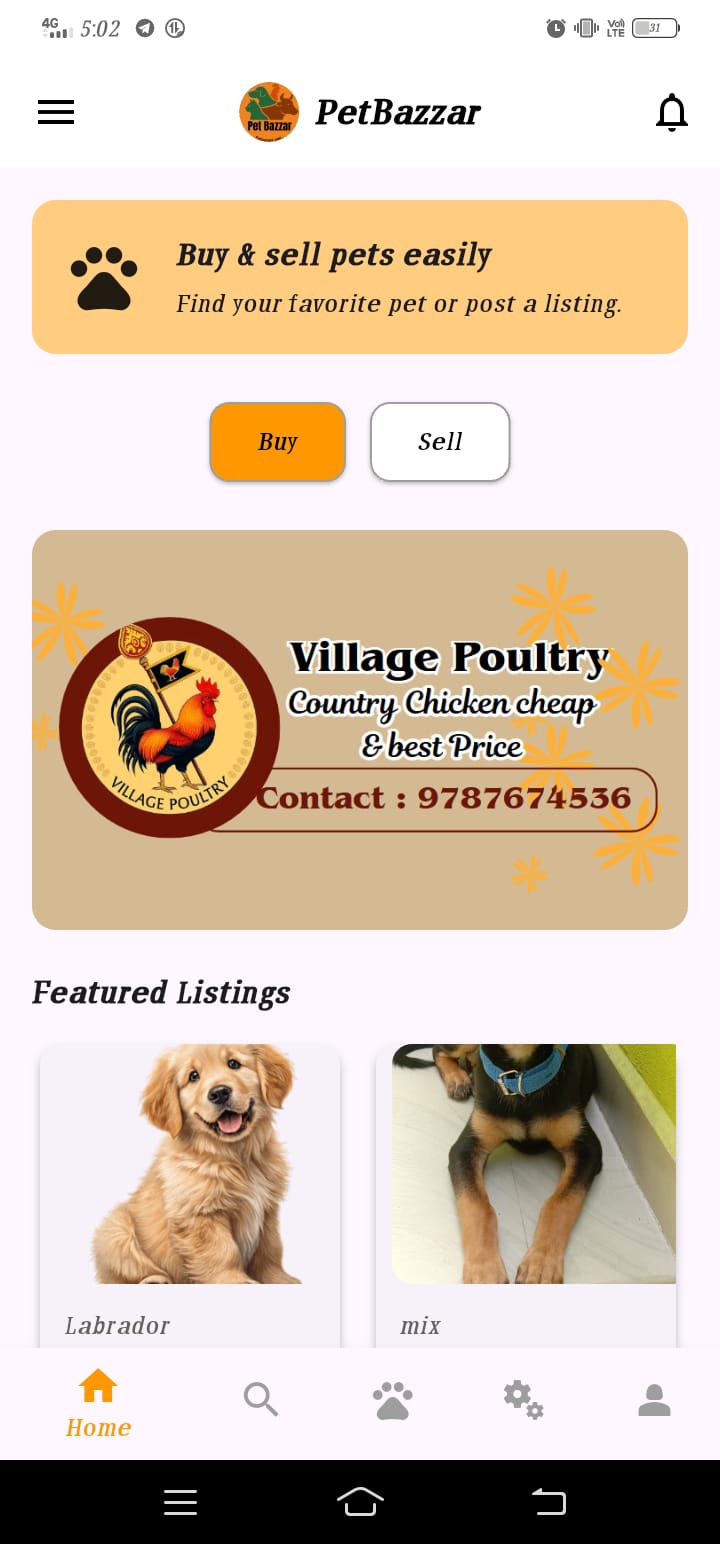 4G 5:02 Vo) LTE 31
Pet Bazzar
PetBazzar
Buy & sell pets easily
Find your favorite pet or post a listing.
Buy Sell
Village Poultry
Country Chicken cheap
& best Price
VILLAGE POULTRY
Contact : 9787674536
Featured Listings
Labrador mix
Home